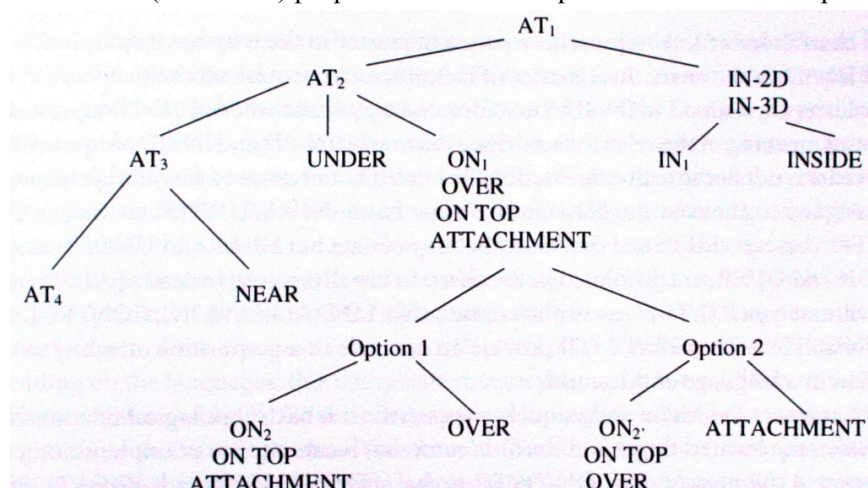 AT₁
AT₂
IN-2D
IN-3D
AT₃ UNDER ON₁ IN₁ INSIDE
OVER
ON TOP
ATTACHMENT
AT₄ NEAR
Option 1 Option 2
ON₂ OVER ON₂' ATTACHMENT
ON TOP ON TOP
ATTACHMENT OVER